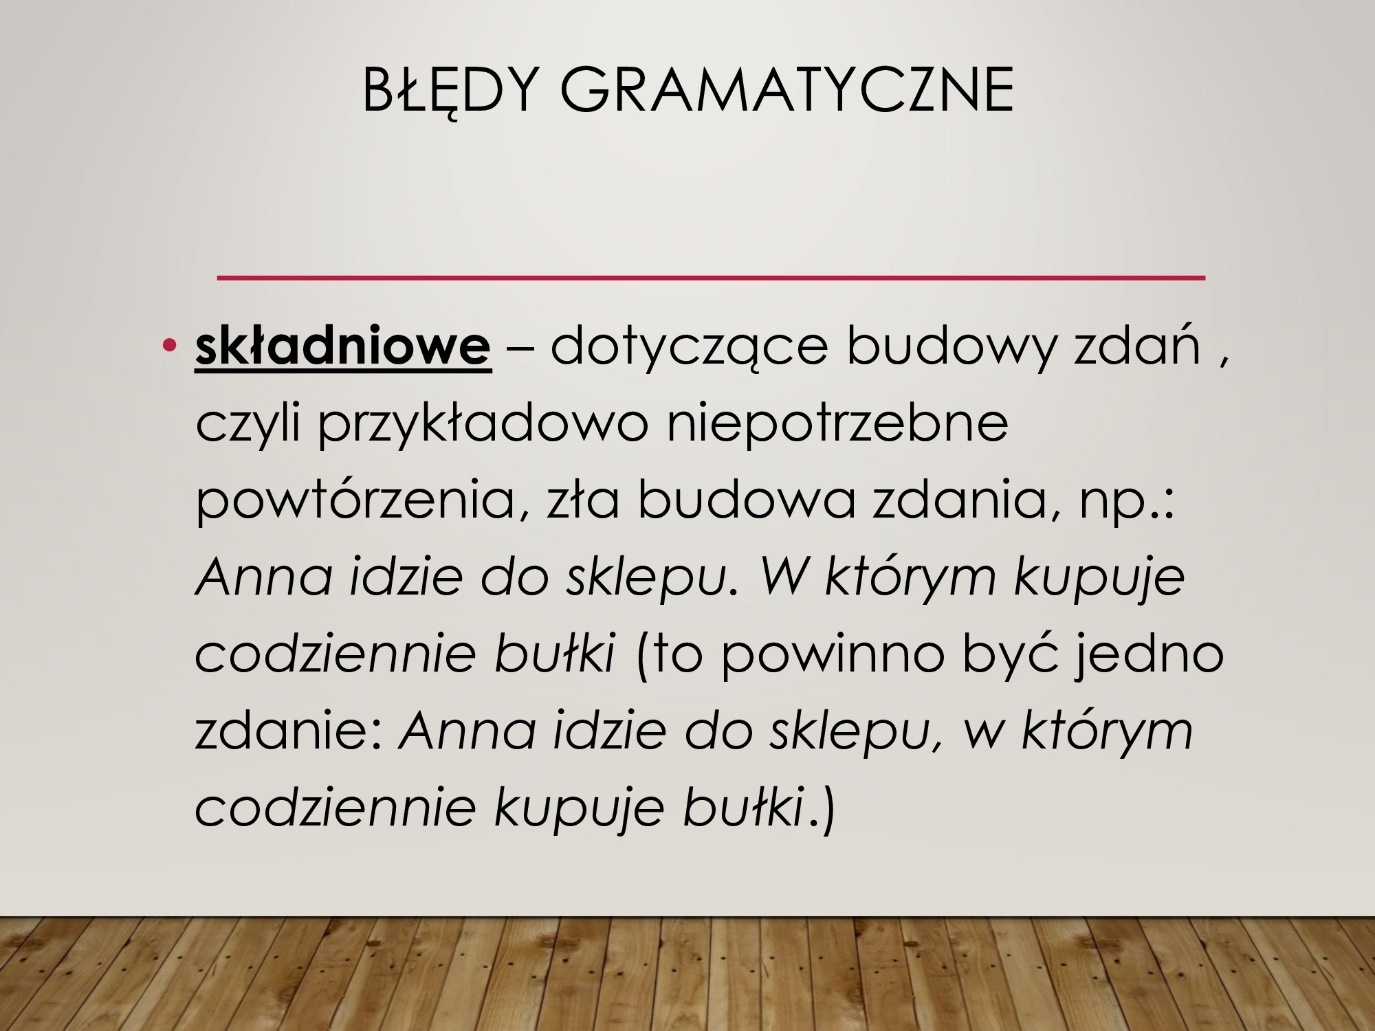 BŁĘDY GRAMATYCZNE
• składniowe – dotyczące budowy zdań ,
czyli przykładowo niepotrzebne
powtórzenia, zła budowa zdania, np.:
Anna idzie do sklepu. W którym kupuje
codziennie bułki (to powinno być jedno
zdanie: Anna idzie do sklepu, w którym
codziennie kupuje bułki.)